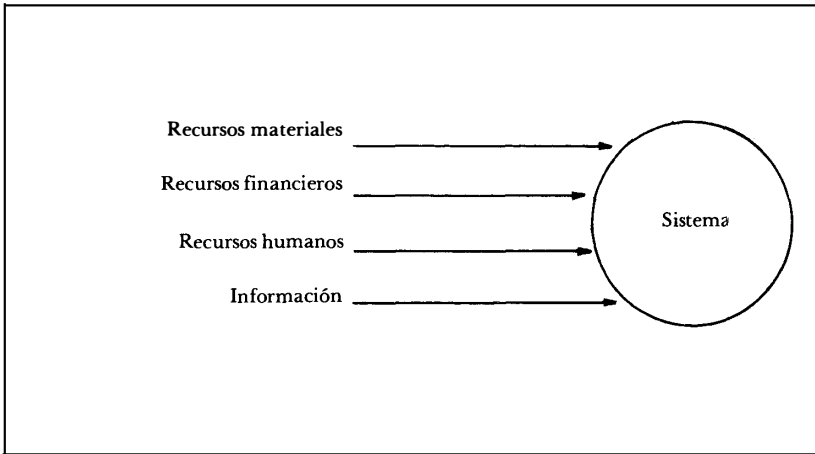 Recursos materiales
Recursos financieros
Recursos humanos
Información
Sistema